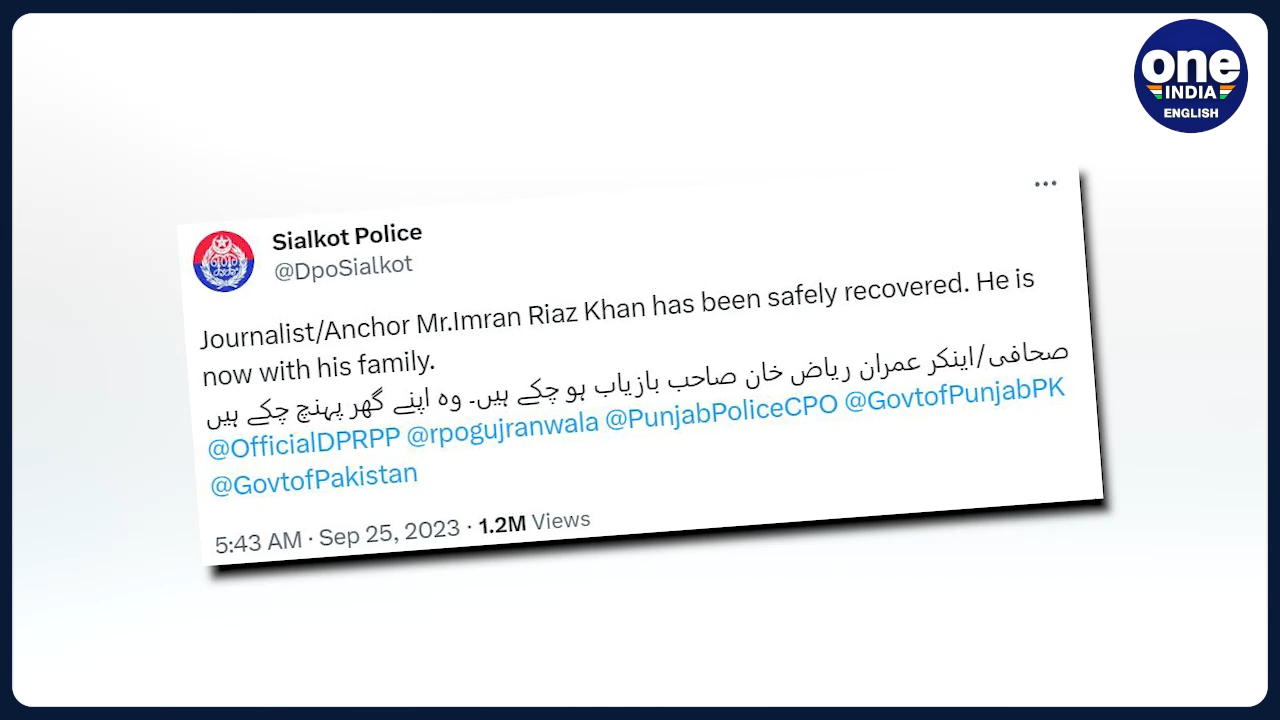 one
INDIA
ENGLISH
Sialkot Police
@DpoSialkot
Journalist/Anchor Mr.Imran Riaz Khan has been safely recovered. He is
now with his family.
صحافی/اینکر عمران ریاض خان صاحب بازیاب ہو چکے ہیں۔ وہ اپنے گھر پہنچ چکے ہیں
@OfficialDPRPP @rpogujranwala @PunjabPoliceCPO @GovtofPunjabPK
@GovtofPakistan
5:43 AM · Sep 25, 2023 · 1.2M Views